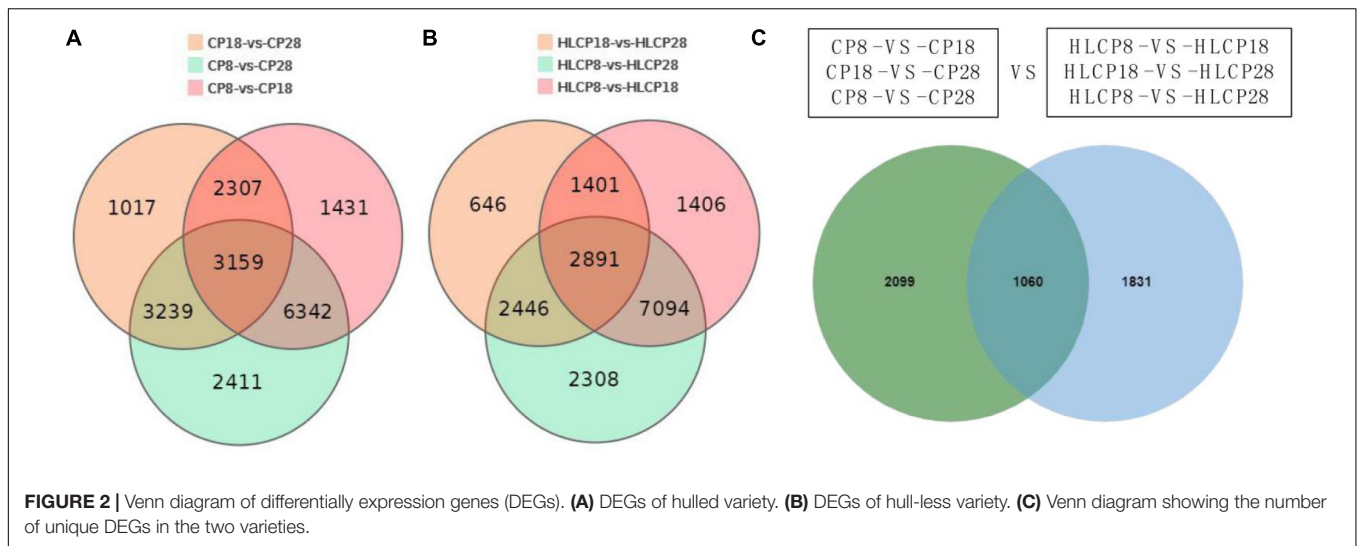 A
CP18-vs-CP28
CP8-vs-CP28
CP8-vs-CP18
1017
2307
1431
3159
3239
6342
2411
B
HLCP18-vs-HLCP28
HLCP8-vs-HLCP28
HLCP8-vs-HLCP18
646
1401
1406
2891
2446
7094
2308
C
CP8-VS-CP18
CP18-VS-CP28
CP8-VS-CP28
VS
HLCP8-VS-HLCP18
HLCP18-VS-HLCP28
HLCP8-VS-HLCP28
2099
1060
1831
FIGURE 2 | Venn diagram of differentially expression genes (DEGs). (A) DEGs of hulled variety. (B) DEGs of hull-less variety. (C) Venn diagram showing the number
of unique DEGs in the two varieties.